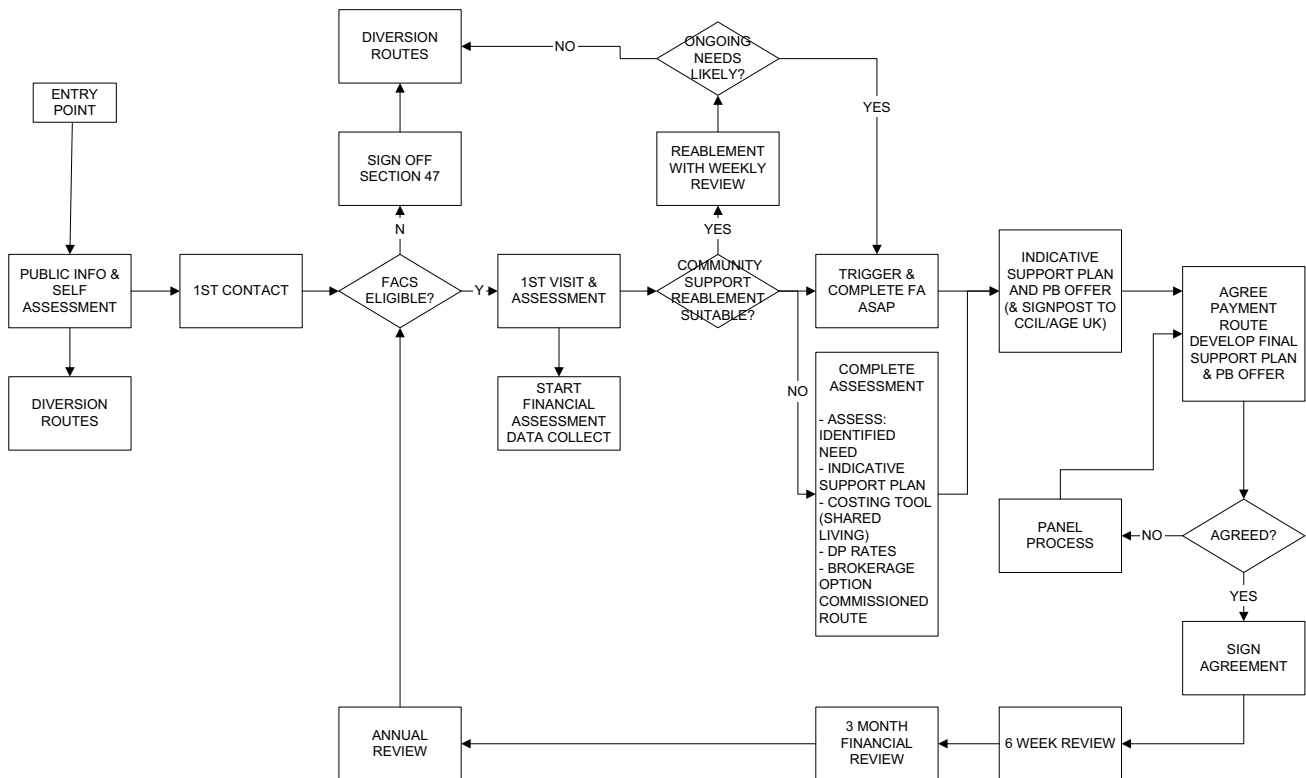 DIVERSION
ROUTES
NO
ONGOING
NEEDS
LIKELY?
YES
ENTRY
POINT
SIGN OFF
SECTION 47
REABLEMENT
WITH WEEKLY
REVIEW
N
YES
PUBLIC INFO &
SELF
ASSESSMENT
1ST CONTACT
FACS
ELIGIBLE?
Y
1ST VISIT &
ASSESSMENT
COMMUNITY
SUPPORT
REABLEMENT
SUITABLE?
TRIGGER &
COMPLETE FA
ASAP
INDICATIVE
SUPPORT PLAN
AND PB OFFER
(& SIGNPOST TO
CCIL/AGE UK)
AGREE
PAYMENT
ROUTE
DEVELOP FINAL
SUPPORT PLAN
& PB OFFER
DIVERSION
ROUTES
START
FINANCIAL
ASSESSMENT
DATA COLLECT
NO
COMPLETE
ASSESSMENT
- ASSESS:
IDENTIFIED
NEED
- INDICATIVE
SUPPORT PLAN
- COSTING TOOL
(SHARED
LIVING)
- DP RATES
- BROKERAGE
OPTION
COMMISSIONED
ROUTE
PANEL
PROCESS
NO
AGREED?
YES
SIGN
AGREEMENT
ANNUAL
REVIEW
3 MONTH
FINANCIAL
REVIEW
6 WEEK REVIEW